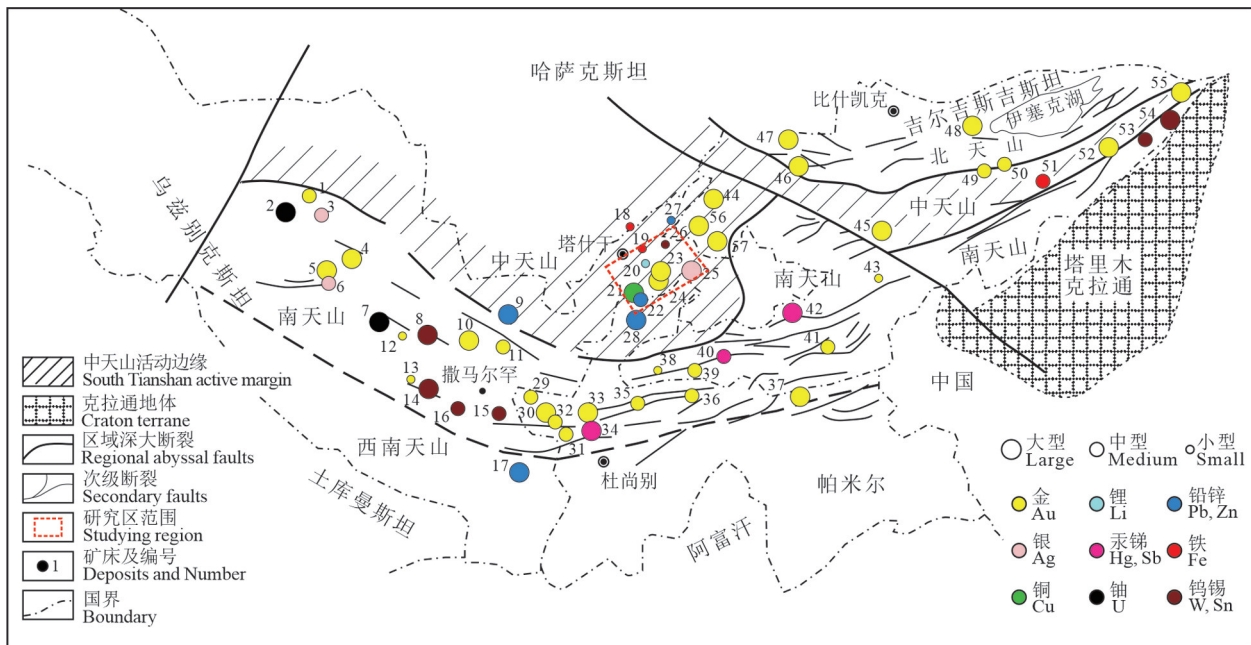 哈萨克斯坦
比什凯克
吉尔吉斯吉斯坦
伊塞克湖
北天山
中天山
南天山
塔里木
克拉通
中国
乌兹别克斯坦
中天山
塔什干
南天山
南天山
撒马尔罕
西南天山
土库曼斯坦
杜尚别
帕米尔
阿富汗
1
2
3
4
5
6
7
8
9
10
11
12
13
14
15
16
17
18
19
20
21
22
23
24
25
26
27
28
29
30
31
32
33
34
35
36
37
38
39
40
41
42
43
44
45
46
47
48
49
50
51
52
53
54
55
56
57
中天山活动边缘
South Tianshan active margin
克拉通地体
Craton terrane
区域深大断裂
Regional abyssal faults
次级断裂
Secondary faults
研究区范围
Studying region
1
矿床及编号
Deposits and Number
国界
Boundary
大型
Large
中型
Medium
小型
Small
金
Au
锂
Li
铅锌
Pb, Zn
银
Ag
汞锑
Hg, Sb
铁
Fe
铜
Cu
铀
U
钨锡
W, Sn